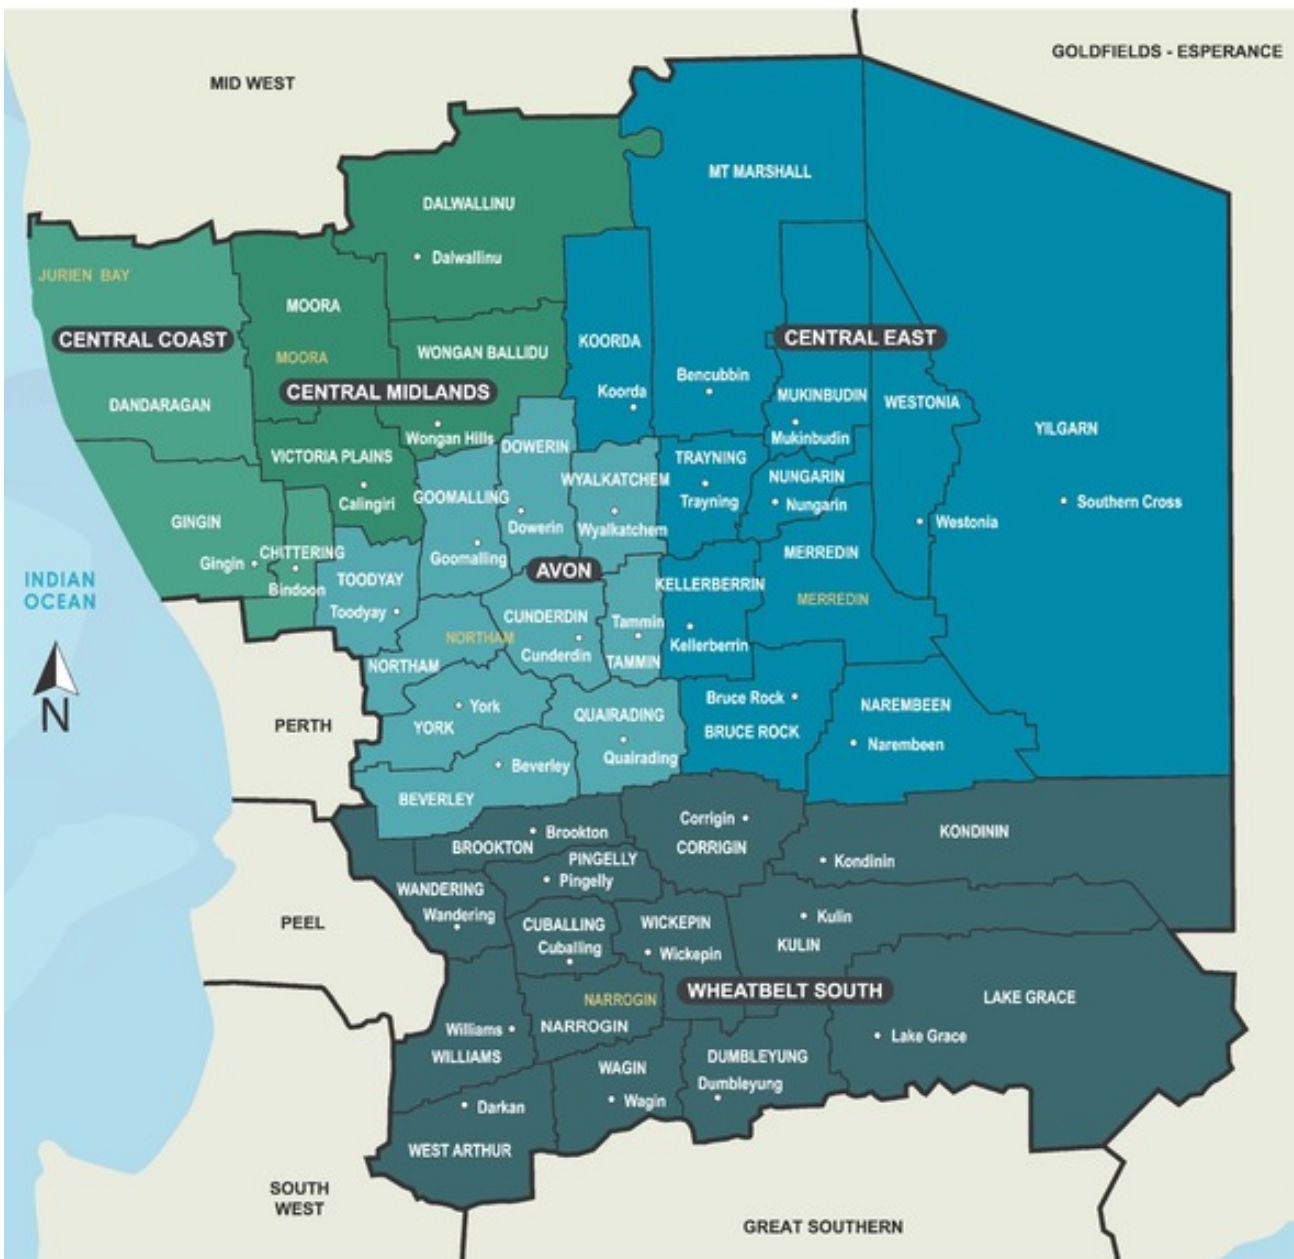 GOLDFIELDS - ESPERANCE
MID WEST
MT MARSHALL
DALWALLINU
Dalwallinu
JURIEN BAY
MOORA
CENTRAL COAST
KOORDA
CENTRAL EAST
WONGAN BALLIDU
MOORA
Bencubbin
CENTRAL MIDLANDS
Koorda
MUKINBUDIN
WESTONIA
DANDARAGAN
YILGARN
Wongan Hills
Mukinbudin
DOWERIN
VICTORIA PLAINS
TRAYNING
NUNGARIN
WYALKATCHEM
GOOMALLING
Calingiri
Trayning
Nungarin
Southern Cross
GINGIN
Dowerin
Wyalkatchem
Westonia
CHITTERING
MERREDIN
Gingin
Goomalling
AVON
INDIAN
OCEAN
TOODYAY
Bindoon
KELLERBERRIN
MERREDIN
Toodyay
CUNDERDIN
Tammin
NORTHAM
Kellerberrin
Cunderdin
TAMMIN
NORTHAM
Bruce Rock
York
NAREMBEEN
N
QUAIRADING
PERTH
YORK
BRUCE ROCK
Narembeen
Quairading
Beverley
BEVERLEY
Corrigin
Brookton
KONDININ
BROOKTON
CORRIGIN
PINGELLY
Kondinin
Pingelly
WANDERING
Wandering
Kulin
PEEL
CUBALLING
WICKEPIN
Cuballing
KULIN
Wickepin
WHEATBELT SOUTH
NARROGIN
LAKE GRACE
Williams
NARROGIN
Lake Grace
WILLIAMS
DUMBLEYUNG
WAGIN
Dumbleyung
Darkan
Wagin
WEST ARTHUR
SOUTH
WEST
GREAT SOUTHERN